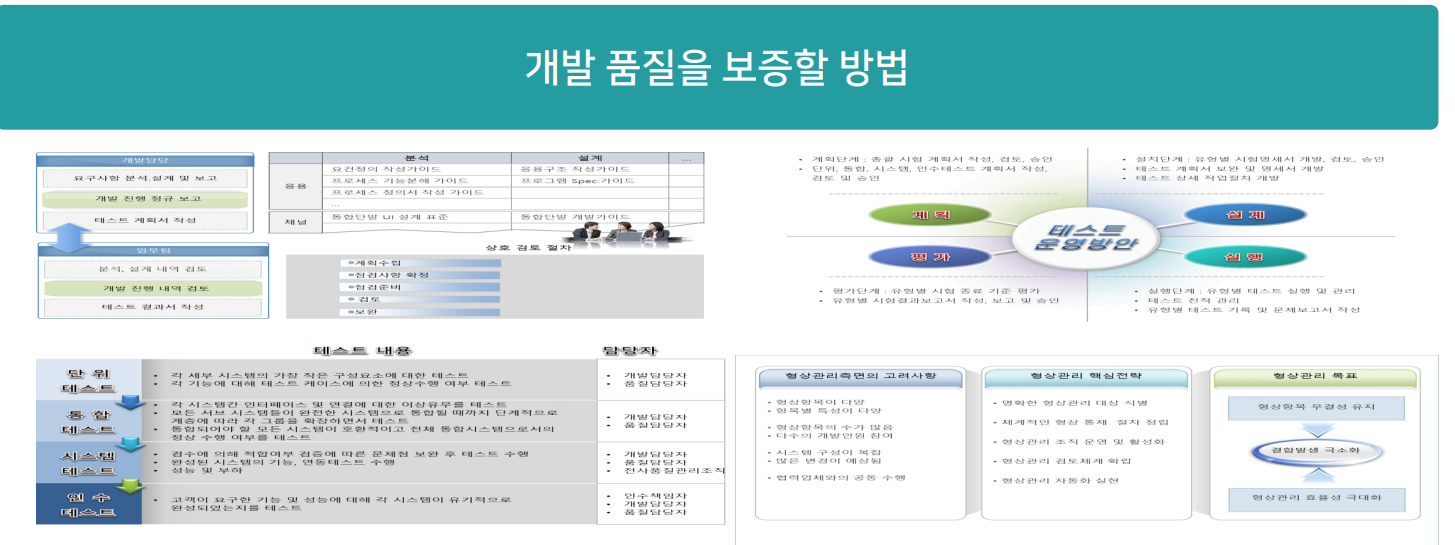 개발 품질을 보증할 방법
개발담당
요구사항 분석,설계 및 보고
개발 진행 정규 보고
테스트 계획서 작성
업무팀
분석, 설계 내역 검토
개발 진행 내역 검토
테스트 결과서 작성
분석 설계 ...
응용
요건정의 작성가이드 응용구조 작성가이드
프로세스 기능분해 가이드 프로그램 Spec.가이드
프로세스 정의서 작성 가이드
...
채널 통합단말 UI 설계 표준 통합단말 개발가이드
상호 검토 절차
계획수립
점검사항 확정
점검준비
검토
보완
• 계획단계 : 총괄 시험 계획서 작성, 검토, 승인
• 단위, 통합, 시스템, 인수테스트 계획서 작성,
검토 및 승인
• 설치단계 : 유형별 시험명세서 개발, 검토, 승인
• 테스트 계획서 보완 및 명세서 개발
• 테스트 상세 작업절차 개발
계 획
설 계
테스트
운영방안
평 가
실 행
• 평가단계 : 유형별 시험 종료 기준 평가
• 유형별 시험결과보고서 작성, 보고 및 승인
• 실행단계 : 유형별 테스트 실행 및 관리
• 테스트 진척 관리
• 유형별 테스트 기록 및 문제보고서 작성
테스트 내용 담당자
단 위
테스트
• 각 세부 시스템의 가장 작은 구성요소에 대한 테스트
• 각 기능에 대해 테스트 케이스에 의한 정상수행 여부 테스트
• 개발담당자
• 품질담당자
통 합
테스트
• 각 시스템간 인터페이스 및 연결에 대한 이상유무를 테스트
• 모든 서브 시스템들이 완전한 시스템으로 통합될 때까지 단계적으로
계층에 따라 각 그룹을 확장하면서 테스트
• 통합되어야 할 모든 시스템이 호환적이고 전체 통합시스템으로서의
정상 수행 여부를 테스트
• 개발담당자
• 품질담당자
시스템
테스트
• 검수에 의해 적합여부 검증에 따른 문제점 보완 후 테스트 수행
• 완성된 시스템의 기능, 연동테스트 수행
• 성능 및 부하
• 개발담당자
• 품질담당자
• 전사품질관리조직
인 수
테스트
• 고객이 요구한 기능 및 성능에 대해 각 시스템이 유기적으로
완성되었는지를 테스트
• 인수책임자
• 개발담당자
• 품질담당자
형상관리측면의 고려사항
• 형상항목이 다양
• 항목별 특성이 다양
• 형상항목의 수가 많음
• 다수의 개발인원 참여
• 시스템 구성이 복잡
• 많은 변경이 예상됨
• 협력업체와의 공동 수행
형상관리 핵심전략
• 명확한 형상관리 대상 식별
• 체계적인 형상 통제 절차 정립
• 형상관리 조직 운영 및 활성화
• 형상관리 검토체계 확립
• 형상관리 자동화 실현
형상관리 목표
형상항목 무결성 유지
결함발생 극소화
형상관리 효율성 극대화